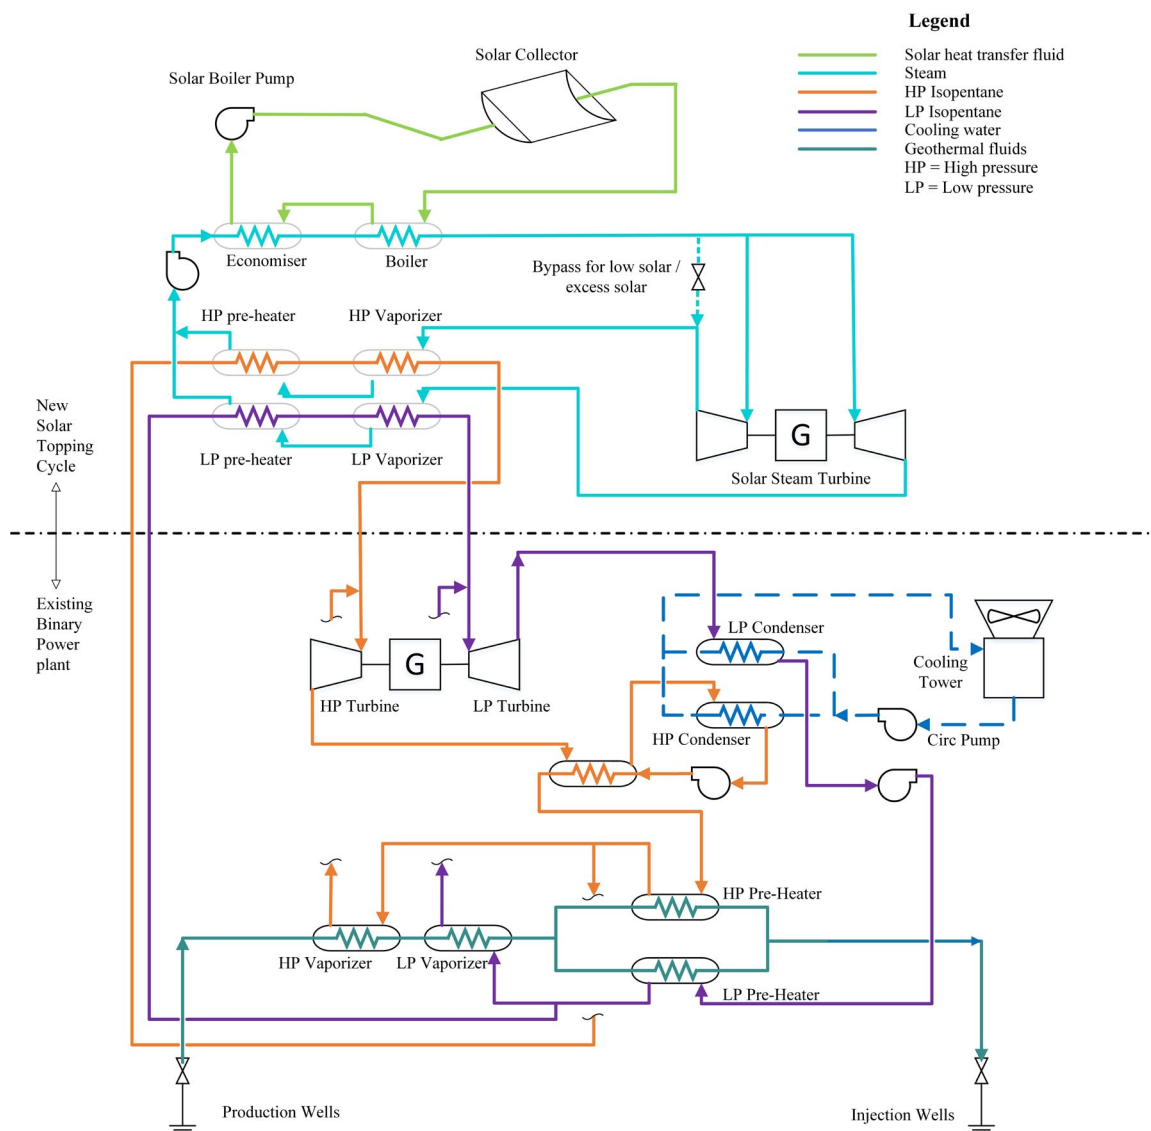 Legend
Solar heat transfer fluid
Steam
HP Isopentane
LP Isopentane
Cooling water
Geothermal fluids
HP = High pressure
LP = Low pressure
Solar Collector
Solar Boiler Pump
Economiser
Boiler
Bypass for low solar /
excess solar
HP pre-heater
HP Vaporizer
New
Solar
Topping
Cycle
LP pre-heater
LP Vaporizer
G
Solar Steam Turbine
Existing
Binary
Power
plant
G
HP Turbine
LP Turbine
LP Condenser
Cooling
Tower
HP Condenser
Circ Pump
HP Pre-Heater
HP Vaporizer
LP Vaporizer
LP Pre-Heater
Production Wells
Injection Wells